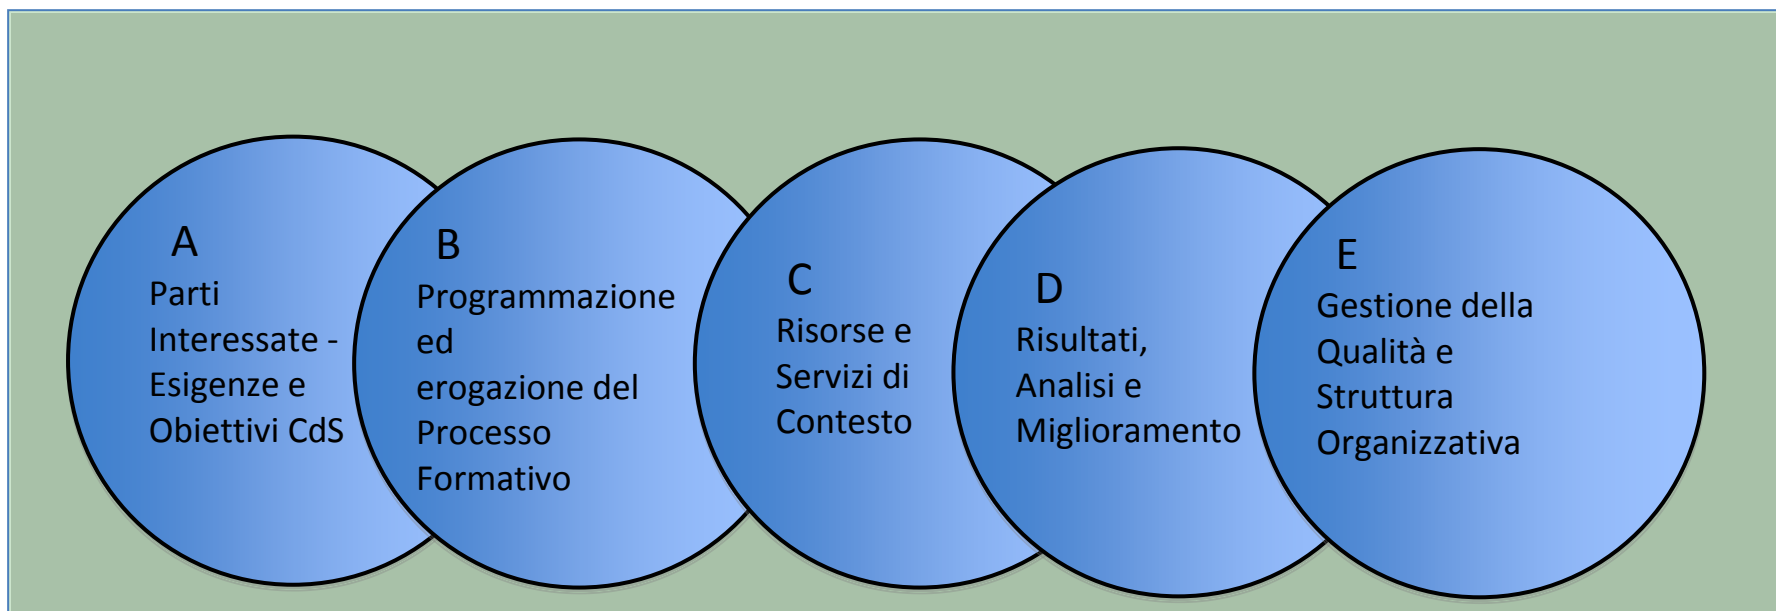 A
Parti
Interessate -
Esigenze e
Obiettivi CdS
B
Programmazione
ed
erogazione del
Processo
Formativo
C
Risorse e
Servizi di
Contesto
D
Risultati,
Analisi e
Miglioramento
E
Gestione della
Qualità e
Struttura
Organizzativa